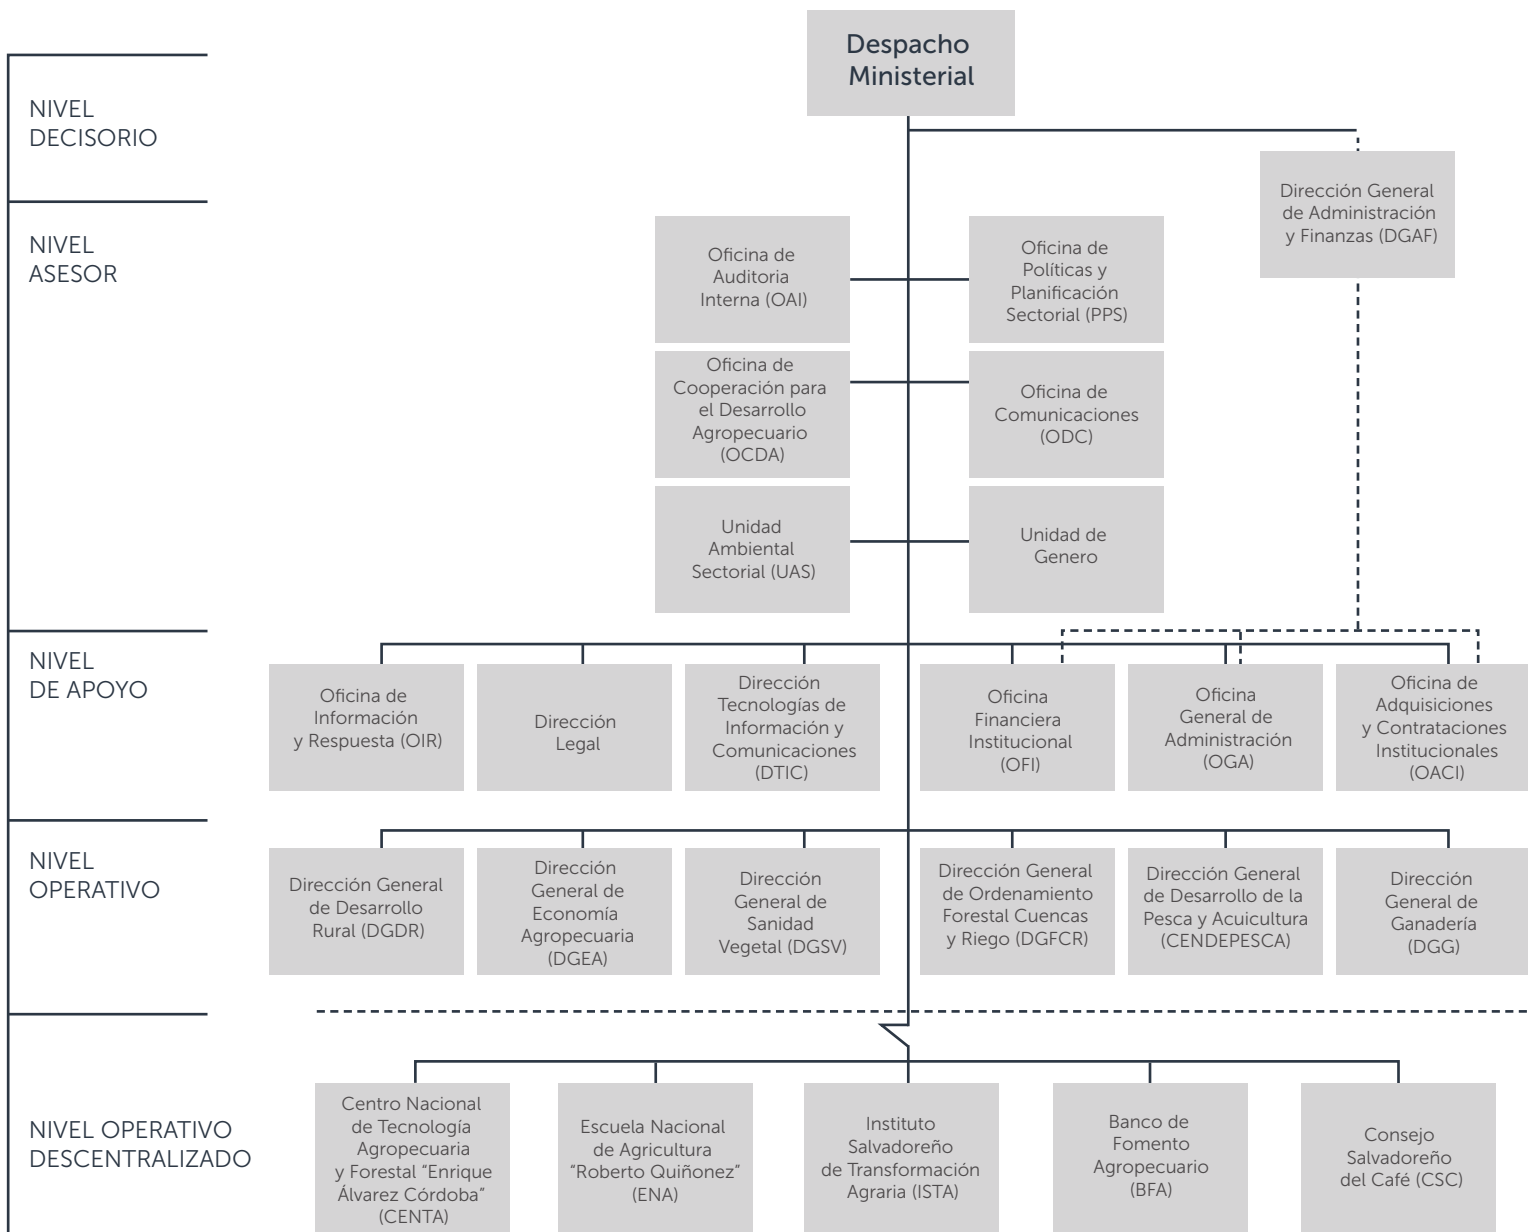 Despacho
Ministerial
NIVEL
DECISORIO
Dirección General
de Administración
y Finanzas (DGAF)
NIVEL
ASESOR
Oficina de
Auditoria
Interna (OAI)
Oficina de
Políticas y
Planificación
Sectorial (PPS)
Oficina de
Cooperación para
el Desarrollo
Agropecuario
(OCDA)
Oficina de
Comunicaciones
(ODC)
Unidad
Ambiental
Sectorial (UAS)
Unidad de
Genero
NIVEL
DE APOYO
Oficina de
Información
y Respuesta (OIR)
Dirección
Legal
Dirección
Tecnologías de
Información y
Comunicaciones
(DTIC)
Oficina
Financiera
Institucional
(OFI)
Oficina
General de
Administración
(OGA)
Oficina de
Adquisiciones
y Contrataciones
Institucionales
(OACI)
NIVEL
OPERATIVO
Dirección General
de Desarrollo
Rural (DGDR)
Dirección
General de
Economía
Agropecuaria
(DGEA)
Dirección
General de
Sanidad
Vegetal (DGSV)
Dirección General
de Ordenamiento
Forestal Cuencas
y Riego (DGFCR)
Dirección General
de Desarrollo de la
Pesca y Acuicultura
(CENDEPESCA)
Dirección
General de
Ganadería
(DGG)
NIVEL OPERATIVO
DESCENTRALIZADO
Centro Nacional
de Tecnología
Agropecuaria
y Forestal “Enrique
Álvarez Córdoba”
(CENTA)
Escuela Nacional
de Agricultura
“Roberto Quiñonez”
(ENA)
Instituto
Salvadoreño
de Transformación
Agraria (ISTA)
Banco de
Fomento
Agropecuario
(BFA)
Consejo
Salvadoreño
del Café (CSC)